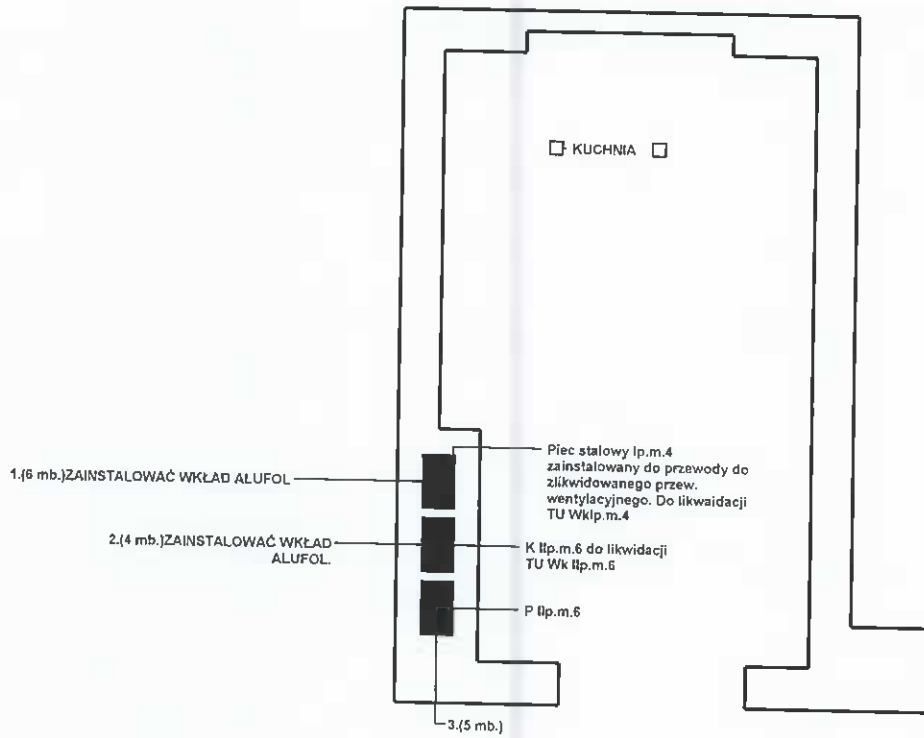 KUCHNIA
1.(6 mb.)ZAINSTALOWAĆ WKŁAD ALUFOL
Piec stalowy Ip.m.4
zainstalowany do przewody do
zlikwidowanego przew.
wentylacyjnego. Do likwaidacji
TU WkIp.m.4
2.(4 mb.)ZAINSTALOWAĆ WKŁAD
ALUFOL.
K IIp.m.6 do likwidacji
TU Wk IIp.m.6
P IIp.m.6
3.(5 mb.)